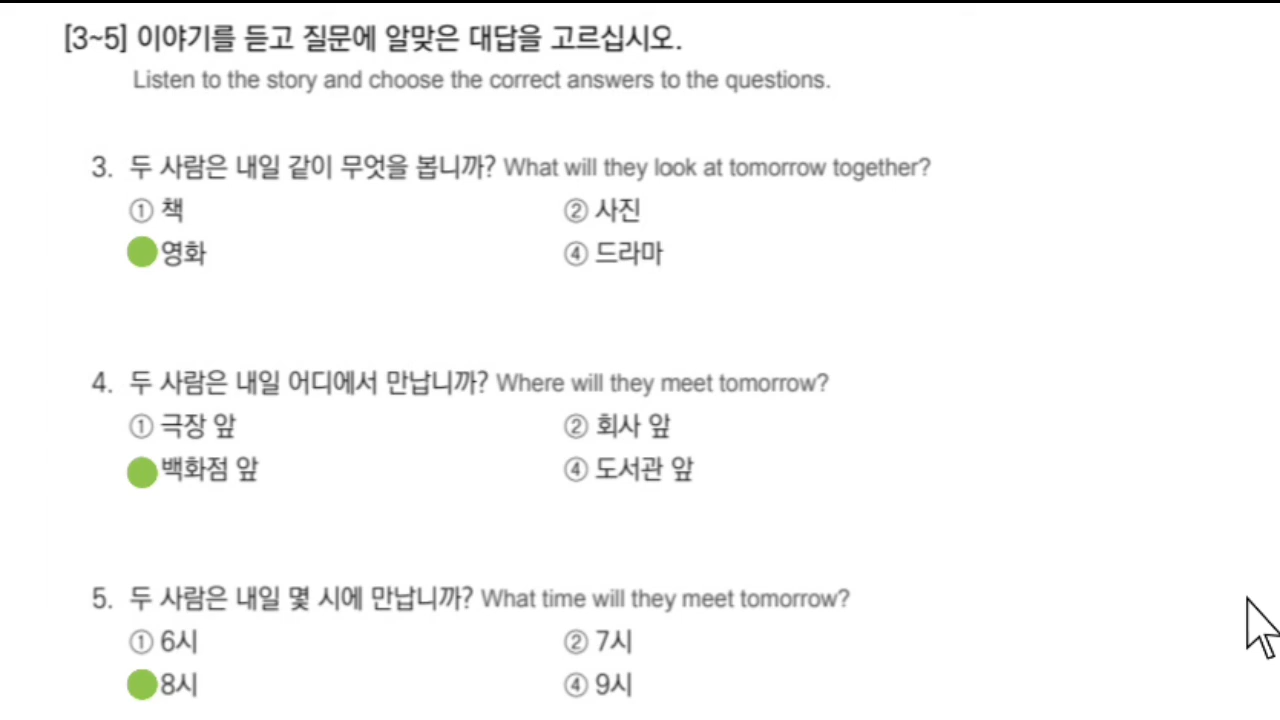 [3~5] 이야기를 듣고 질문에 알맞은 대답을 고르십시오.
Listen to the story and choose the correct answers to the questions.
3. 두 사람은 내일 같이 무엇을 봅니까? What will they look at tomorrow together?
① 책 ② 사진
영화 ④ 드라마
4. 두 사람은 내일 어디에서 만납니까? Where will they meet tomorrow?
① 극장 앞 ② 회사 앞
백화점 앞 ④ 도서관 앞
5. 두 사람은 내일 몇 시에 만납니까? What time will they meet tomorrow?
① 6시 ② 7시
8시 ④ 9시